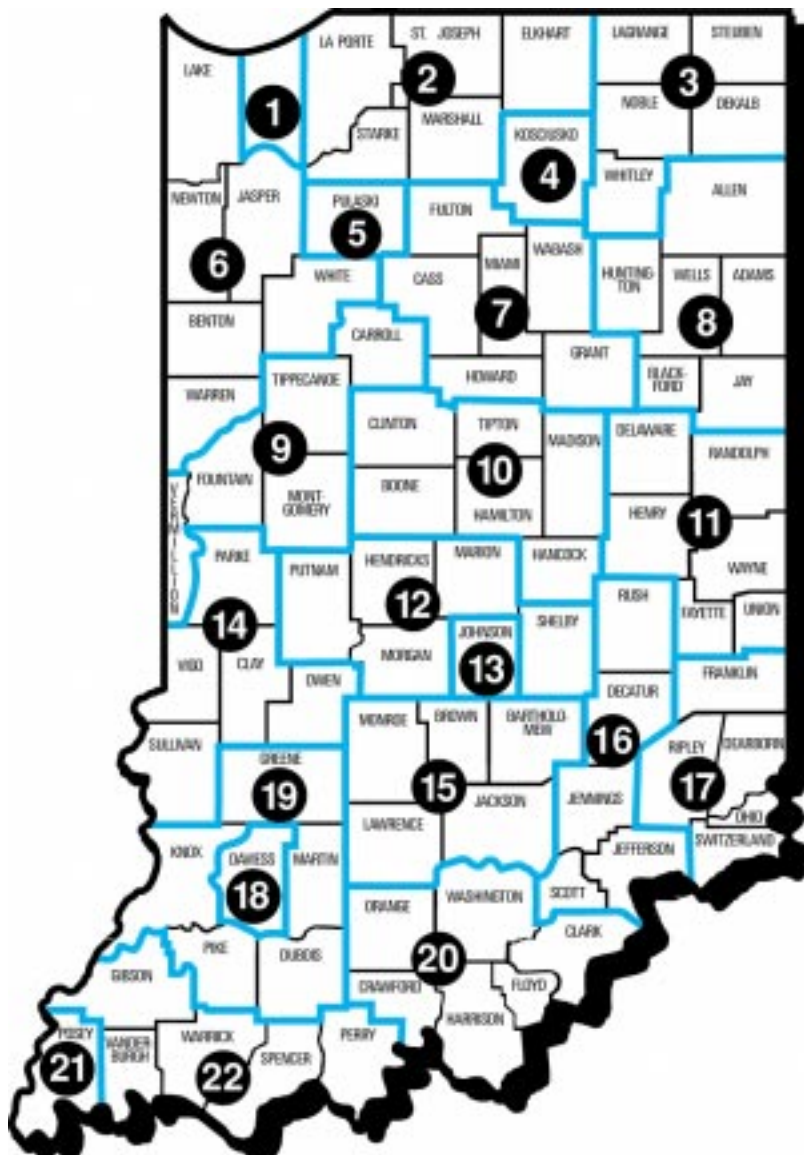 LA PORTE
ST. JOSEPH
ELKHART
LAGRANGE
STEUBEN
LAKE
1
2
3
NOBLE
DEKALB
STARKE
MARSHALL
KOSCIUSKO
4
WHITLEY
ALLEN
NEWTON
JASPER
PULASKI
5
FULTON
6
WHITE
CASS
MIAMI
WABASH
HUNTING-
TON
WELLS
ADAMS
7
8
BENTON
CARROLL
GRANT
HOWARD
BLACK-
FORD
JAY
WARREN
TIPPECANOE
CLINTON
TIPTON
MADISON
DELAWARE
RANDOLPH
9
10
FOUNTAIN
MONT-
GOMERY
BOONE
HAMILTON
HENRY
11
VERMILLION
PARKE
PUTNAM
HENDRICKS
MARION
HANCOCK
WAYNE
12
RUSH
FAYETTE
UNION
14
JOHNSON
SHELBY
13
VIGO
CLAY
MORGAN
OWEN
FRANKLIN
DECATUR
MONROE
BROWN
BARTHOLO-
MEW
16
SULLIVAN
GREENE
RIPLEY
DEARBORN
19
15
17
JACKSON
JENNINGS
OHIO
LAWRENCE
SWITZERLAND
KNOX
DAVIESS
MARTIN
JEFFERSON
18
ORANGE
WASHINGTON
SCOTT
CLARK
PIKE
DUBOIS
20
GIBSON
CRAWFORD
FLOYD
HARRISON
POSEY
VANDER-
BURGH
WARRICK
SPENCER
PERRY
21
22